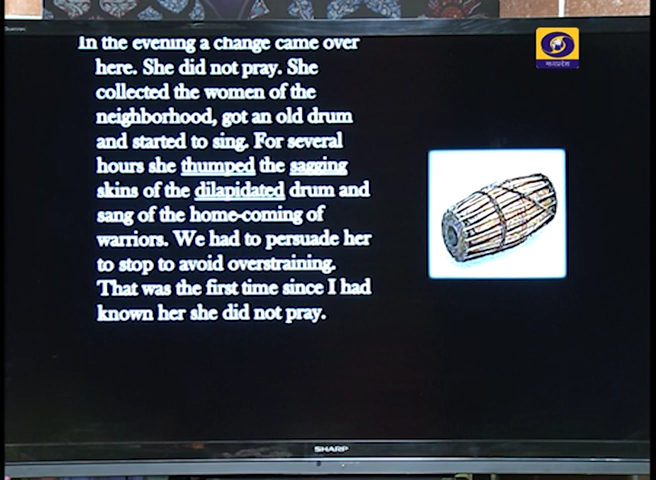 In the evening a change came over
here. She did not pray. She
collected the women of the
neighborhood, got an old drum
and started to sing. For several
hours she thumped the sagging
skins of the dilapidated drum and
sang of the home-coming of
warriors. We had to persuade her
to stop to avoid overstraining.
That was the first time since I had
known her she did not pray.
मध्यप्रदेश
SHARP